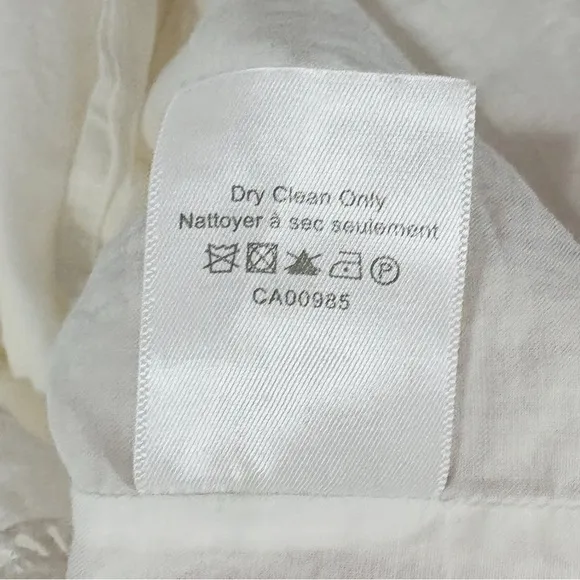 Dry Clean Only
Nattoyer à sec seulement
CA00985